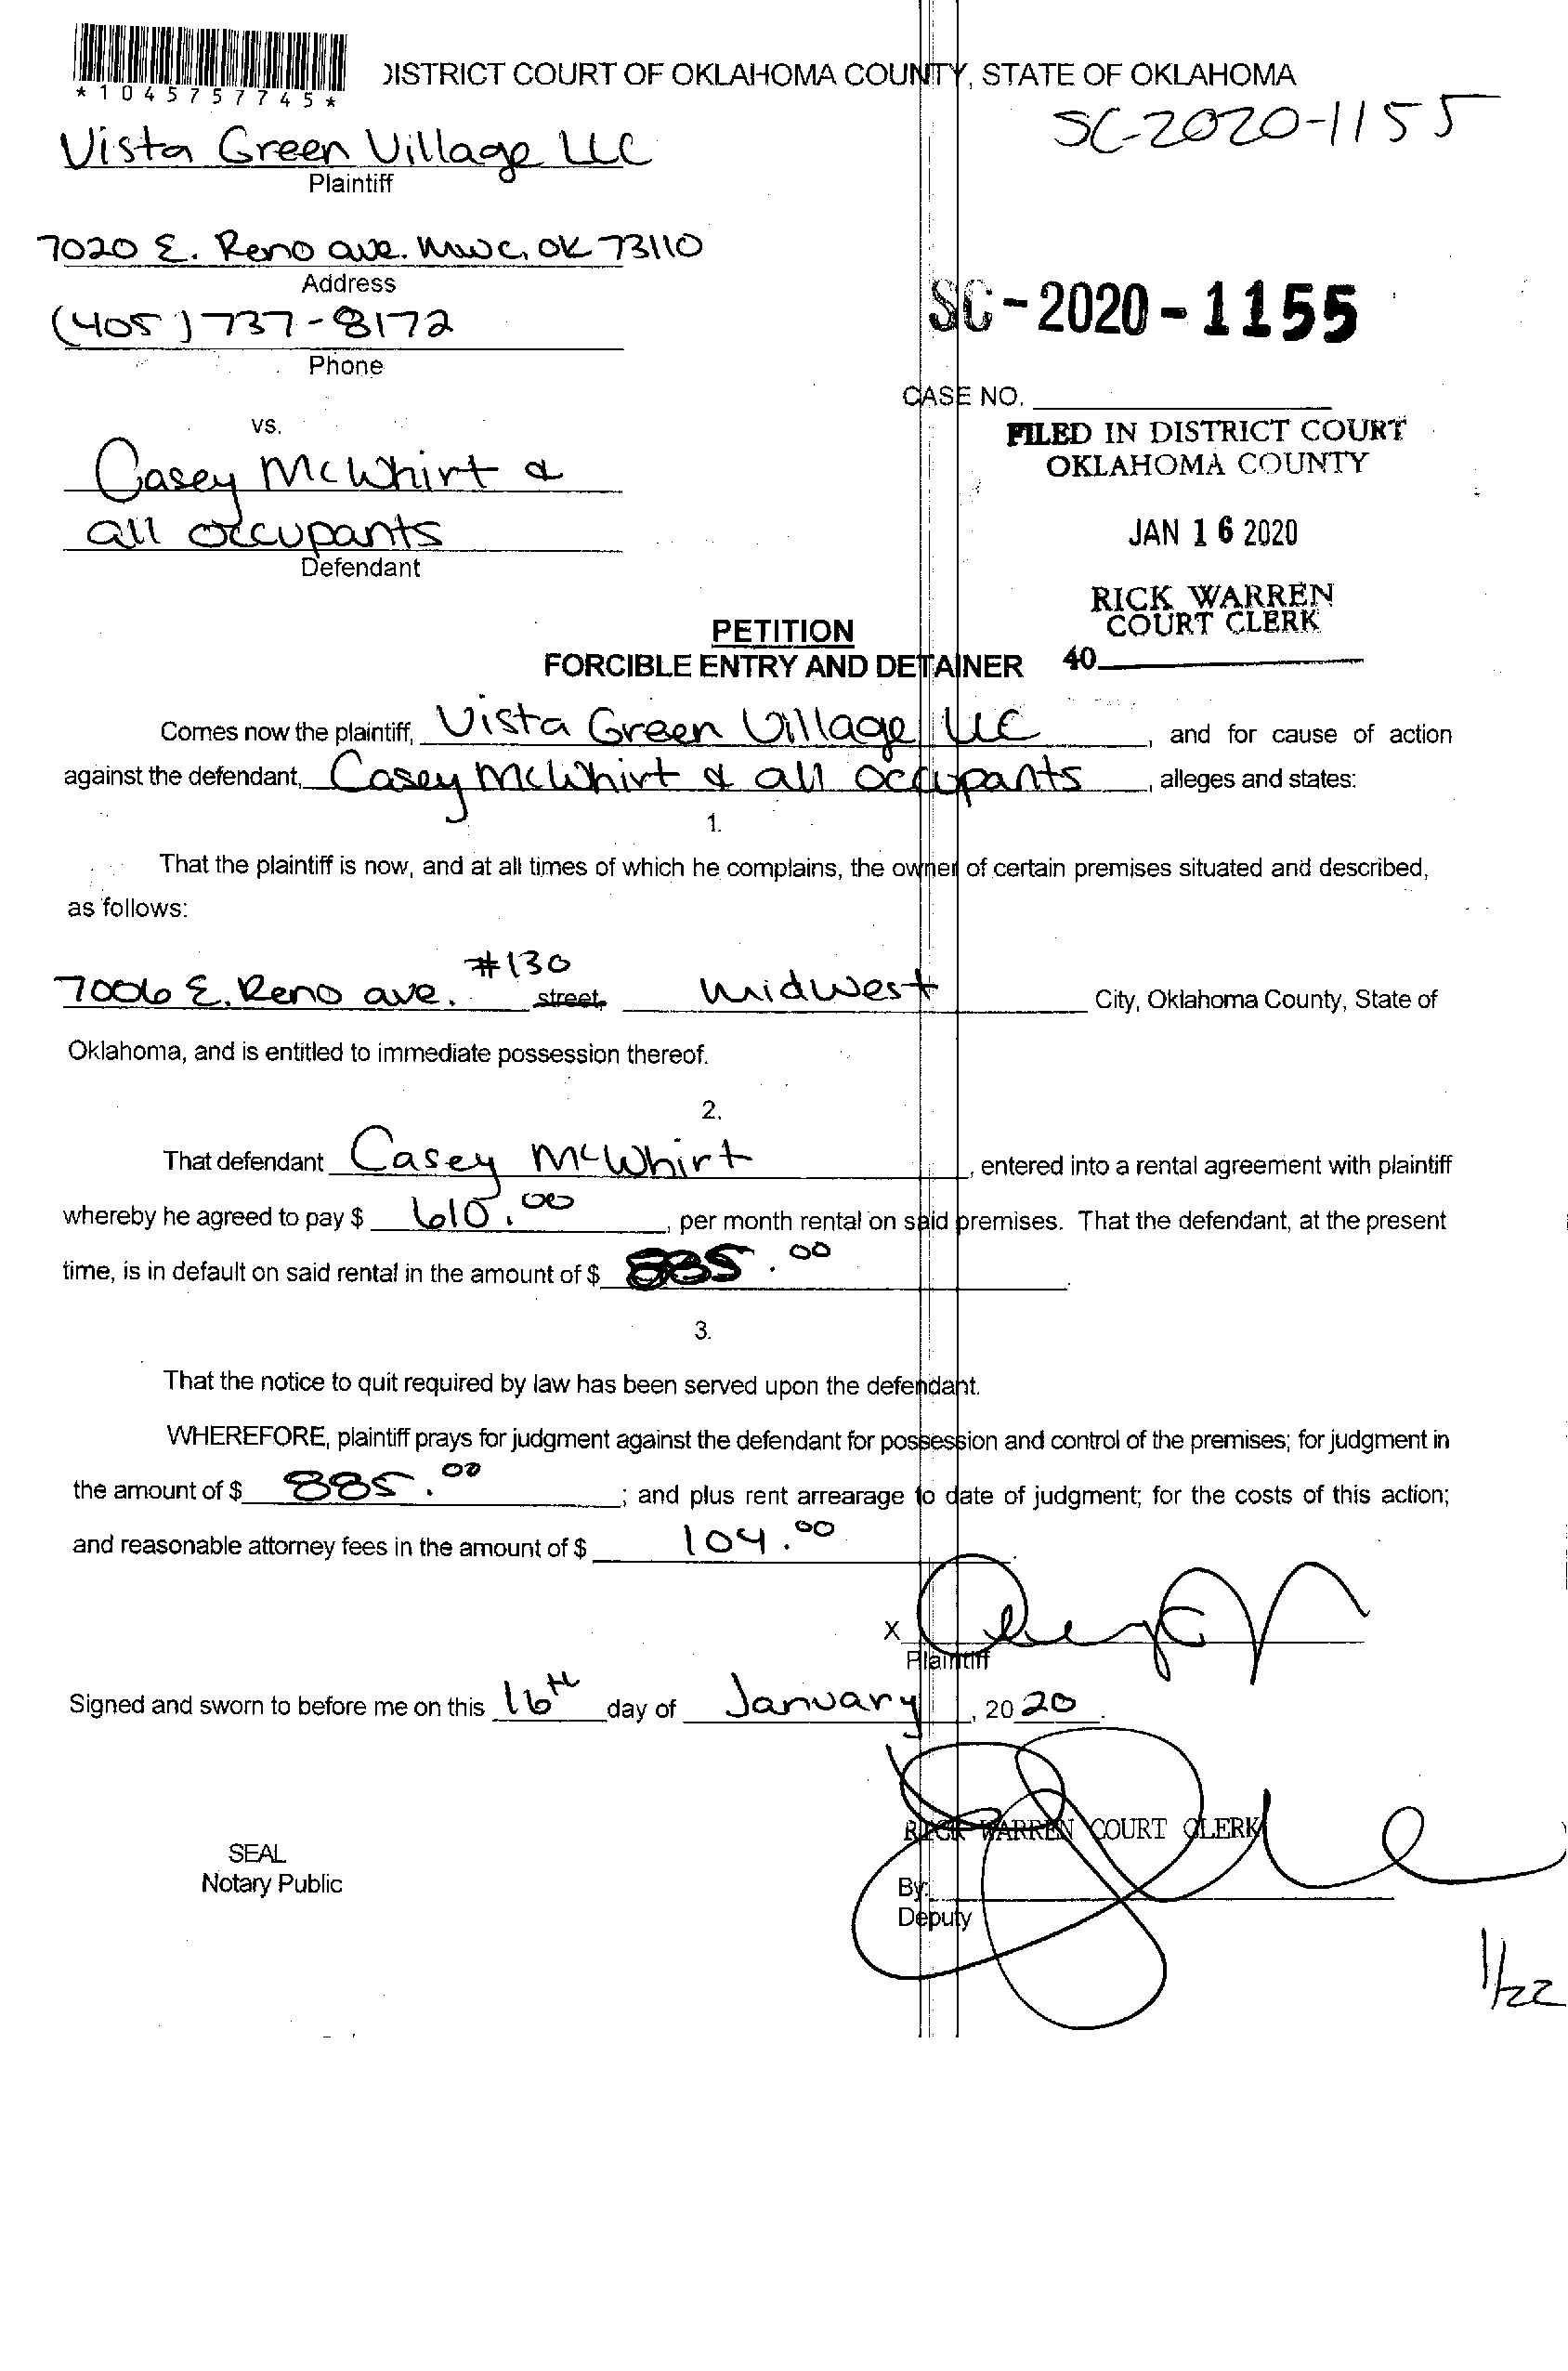 *1045757745*
DISTRICT COURT OF OKLAHOMA COUNTY, STATE OF OKLAHOMA
SC-2020-1155
Vista Green Village LLC
Plaintiff
7020 E. Reno ave. MWC, OK 73110
Address
(405) 737-8172
Phone
SC-2020-1155
CASE NO.
vs.
FILED IN DISTRICT COURT
OKLAHOMA COUNTY
Casey McWhirt &
all occupants
Defendant
JAN 16 2020
RICK WARREN
COURT CLERK
40
PETITION
FORCIBLE ENTRY AND DETAINER
Comes now the plaintiff, Vista Green Village LLC, and for cause of action
against the defendant, Casey McWhirt & all occupants, alleges and states:
1.
That the plaintiff is now, and at all times of which he complains, the owner of certain premises situated and described,
as follows:
7006 E. Reno ave. #130 street, midwest City, Oklahoma County, State of
Oklahoma, and is entitled to immediate possession thereof.
2.
That defendant Casey McWhirt, entered into a rental agreement with plaintiff
whereby he agreed to pay $ 610.00, per month rental on said premises. That the defendant, at the present
time, is in default on said rental in the amount of $ 885.00.
3.
That the notice to quit required by law has been served upon the defendant.
WHEREFORE, plaintiff prays for judgment against the defendant for possession and control of the premises; for judgment in
the amount of $ 885.00; and plus rent arrearage to date of judgment; for the costs of this action;
and reasonable attorney fees in the amount of $ 104.00.
X
Plaintiff
Signed and sworn to before me on this 16th day of January, 2020.
RICK WARREN COURT CLERK
SEAL
Notary Public
By:
Deputy
1/22